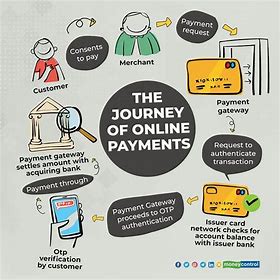 Consents
to pay
Payment
request
Customer
Merchant
THE
JOURNEY
OF ONLINE
PAYMENTS
Payment
gateway
Request to
authenticate
transaction
Issuer card
network checks for
account balance
with issuer bank
Payment Gateway
proceeds to OTP
authentication
Otp
verification
by customer
Payment through
Payment gateway
settles amount with
acquiring bank
moneycontrol